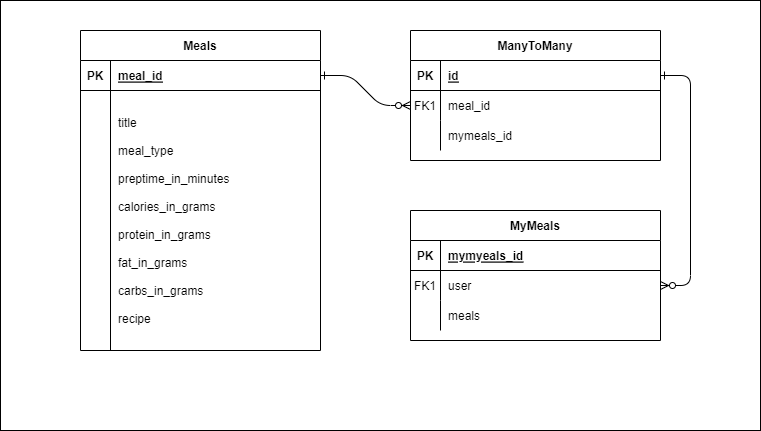 Meals
PK meal_id
title
meal_type
preptime_in_minutes
calories_in_grams
protein_in_grams
fat_in_grams
carbs_in_grams
recipe
ManyToMany
PK id
FK1 meal_id
mymeals_id
MyMeals
PK mymyeals_id
FK1 user
meals